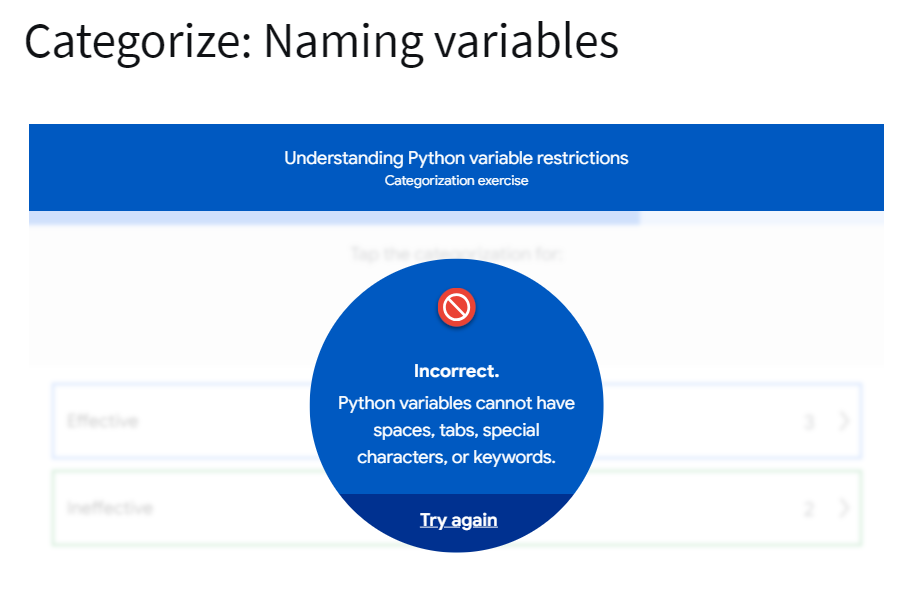 Categorize: Naming variables
Understanding Python variable restrictions
Categorization exercise
Tap the categorization for:
Incorrect.
Python variables cannot have
spaces, tabs, special
characters, or keywords.
Effective 3
Ineffective 2
Try again